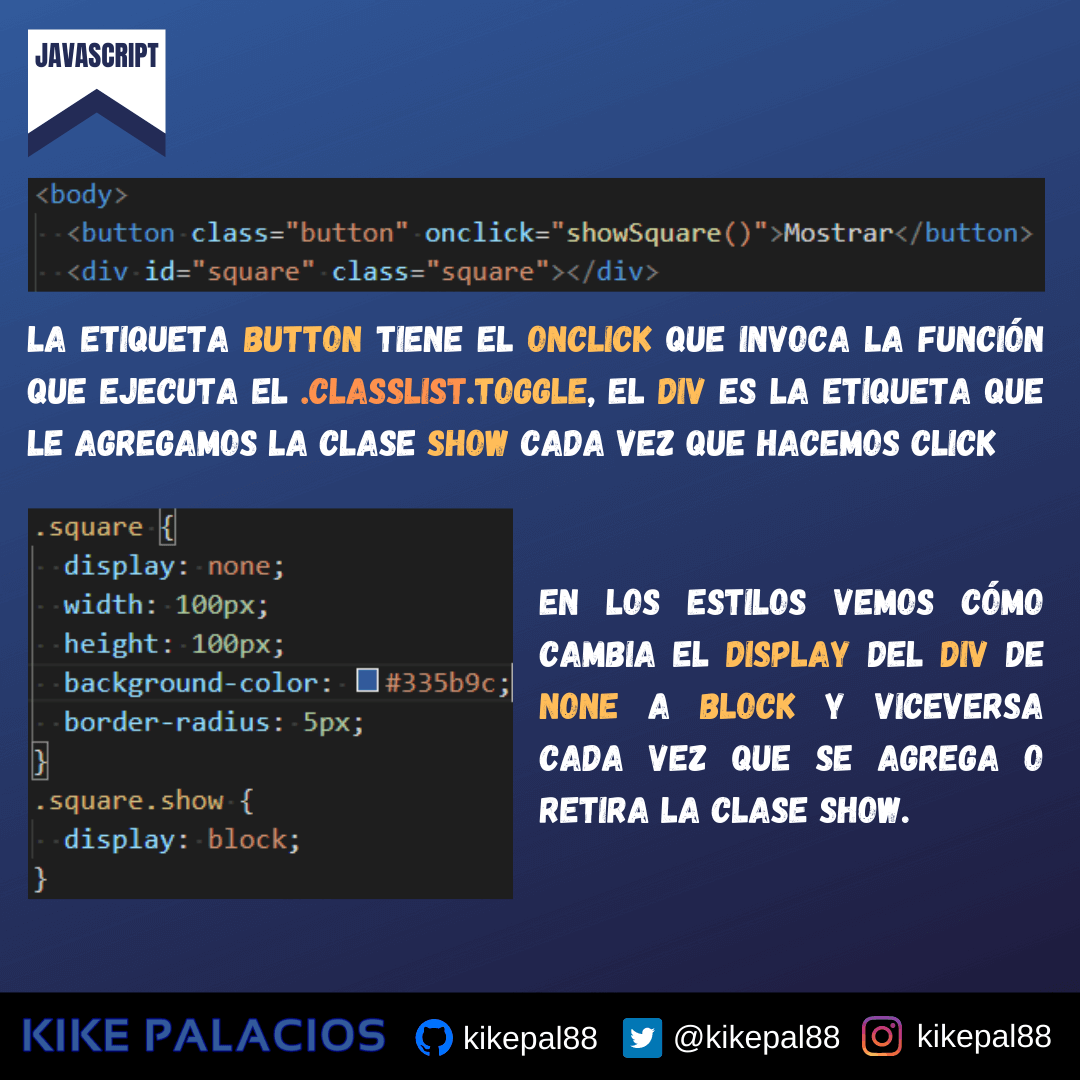 JAVASCRIPT
<body>
<button class="button" onclick="showSquare()">Mostrar</button>
<div id="square" class="square"></div>
LA ETIQUETA BUTTON TIENE EL ONCLICK QUE INVOCA LA FUNCIÓN
QUE EJECUTA EL .CLASSLIST.TOGGLE, EL DIV ES LA ETIQUETA QUE
LE AGREGAMOS LA CLASE SHOW CADA VEZ QUE HACEMOS CLICK
.square {
display: none;
width: 100px;
height: 100px;
background-color: #335b9c;
border-radius: 5px;
}
.square.show {
display: block;
}
EN LOS ESTILOS VEMOS CÓMO
CAMBIA EL DISPLAY DEL DIV DE
NONE A BLOCK Y VICEVERSA
CADA VEZ QUE SE AGREGA O
RETIRA LA CLASE SHOW.
KIKE PALACIOS kikepal88 @kikepal88 kikepal88